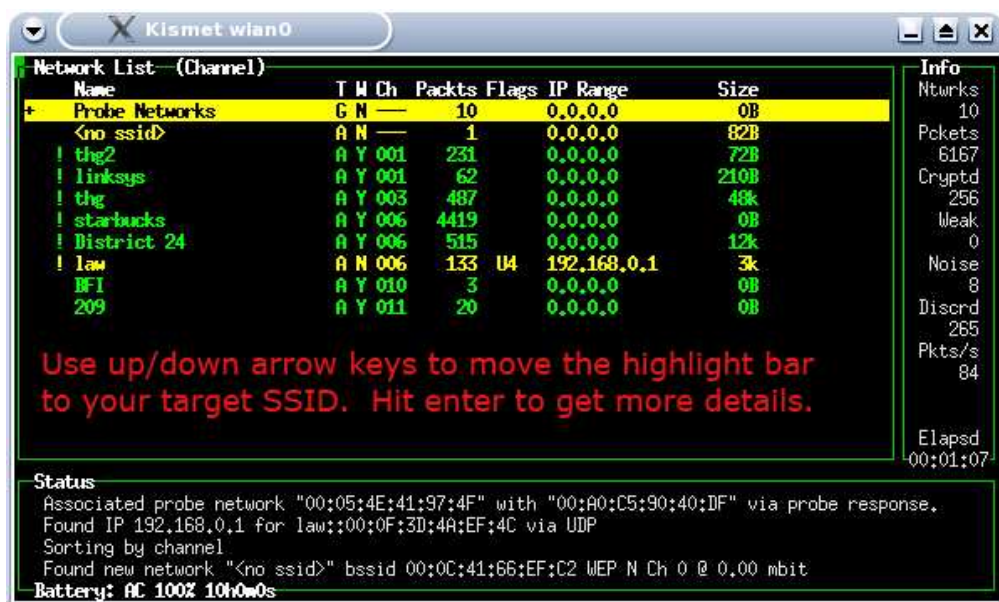 Kismet wlan0
Network List—(Channel)
Name T W Ch Packts Flags IP Range Size
+ Probe Networks G N --- 10 0.0.0.0 0B
<no ssid> A N --- 1 0.0.0.0 82B
! thg2 A Y 001 231 0.0.0.0 72B
! linksys A Y 001 62 0.0.0.0 210B
! thg A Y 003 487 0.0.0.0 48k
! starbucks A Y 006 4419 0.0.0.0 0B
! District 24 A Y 006 515 0.0.0.0 12k
! law A N 006 133 U4 192.168.0.1 3k
BFI A Y 010 3 0.0.0.0 0B
209 A Y 011 20 0.0.0.0 0B
Use up/down arrow keys to move the highlight bar
to your target SSID. Hit enter to get more details.
Info
Ntwrks
10
Pckets
6167
Cryptd
256
Weak
0
Noise
8
Discrd
265
Pkts/s
84
Elapsd
00:01:07
Status
Associated probe network "00:05:4E:41:97:4F" with "00:A0:C5:90:40:DF" via probe response.
Found IP 192.168.0.1 for law::00:0F:3D:4A:EF:4C via UDP
Sorting by channel
Found new network "<no ssid>" bssid 00:0C:41:66:EF:C2 WEP N Ch 0 @ 0.00 mbit
Battery: AC 100% 10h0m0s